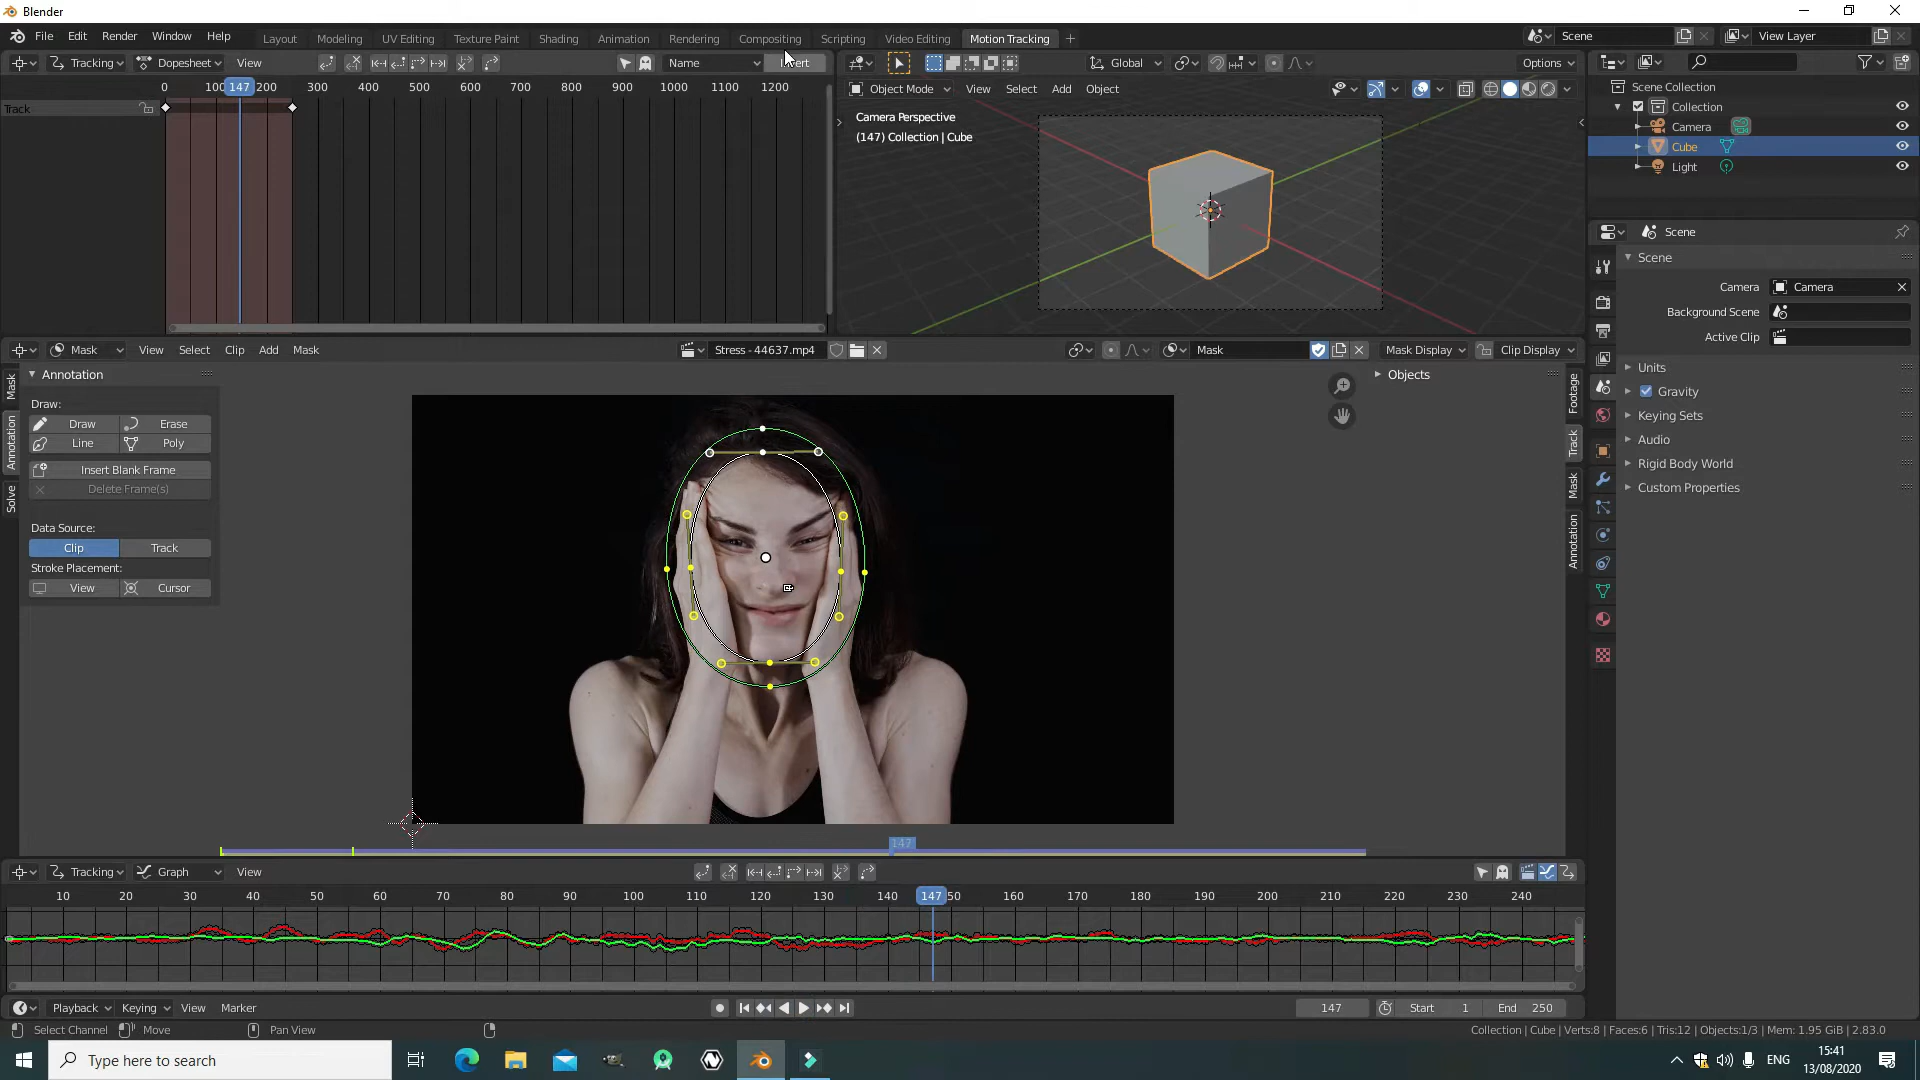 Blender
File Edit Render Window Help
Layout Modeling UV Editing Texture Paint Shading Animation Rendering Compositing Scripting Video Editing Motion Tracking +
Scene
View Layer
Tracking Dopesheet View
Name
Invert
Global
Options
0 100 147 200 300 400 500 600 700 800 900 1000 1100 1200
Track
Object Mode View Select Add Object
Camera Perspective
(147) Collection | Cube
Scene Collection
Collection
Camera
Cube
Light
Scene
Scene
Camera Camera
Background Scene
Active Clip
Units
Gravity
Keying Sets
Audio
Rigid Body World
Custom Properties
Mask View Select Clip Add Mask
Stress - 44637.mp4
Mask
Mask Display
Clip Display
Mask
Annotation
Solve
Annotation
Draw:
Draw Erase
Line Poly
Insert Blank Frame
Delete Frame(s)
Data Source:
Clip Track
Stroke Placement:
View Cursor
Objects
Footage
Track
Mask
Annotation
147
Tracking Graph View
10 20 30 40 50 60 70 80 90 100 110 120 130 140 147 50 160 170 180 190 200 210 220 230 240
Playback Keying View Marker
147
Start 1
End 250
Select Channel Move Pan View
Collection | Cube | Verts:8 | Faces:6 | Tris:12 | Objects:1/3 | Mem: 1.95 GiB | 2.83.0
Type here to search
ENG
15:41
13/08/2020